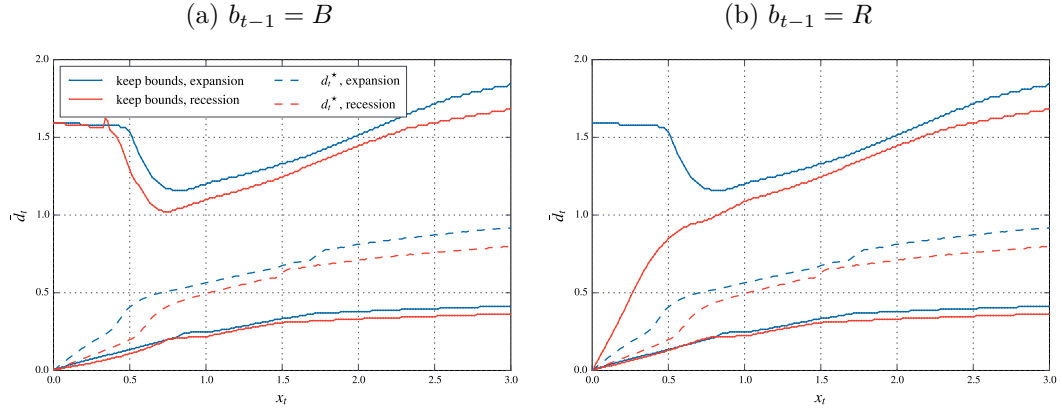 (a) b_{t−1} = B
2.0
1.5
1.0
0.5
0.0
d̄_t
keep bounds, expansion
keep bounds, recession
d_t^⋆, expansion
d_t^⋆, recession
0.0 0.5 1.0 1.5 2.0 2.5 3.0
x_t
(b) b_{t−1} = R
2.0
1.5
1.0
0.5
0.0
d̄_t
0.0 0.5 1.0 1.5 2.0 2.5 3.0
x_t